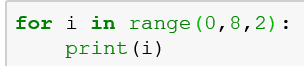 for i in range(0,8,2):
    print(i)